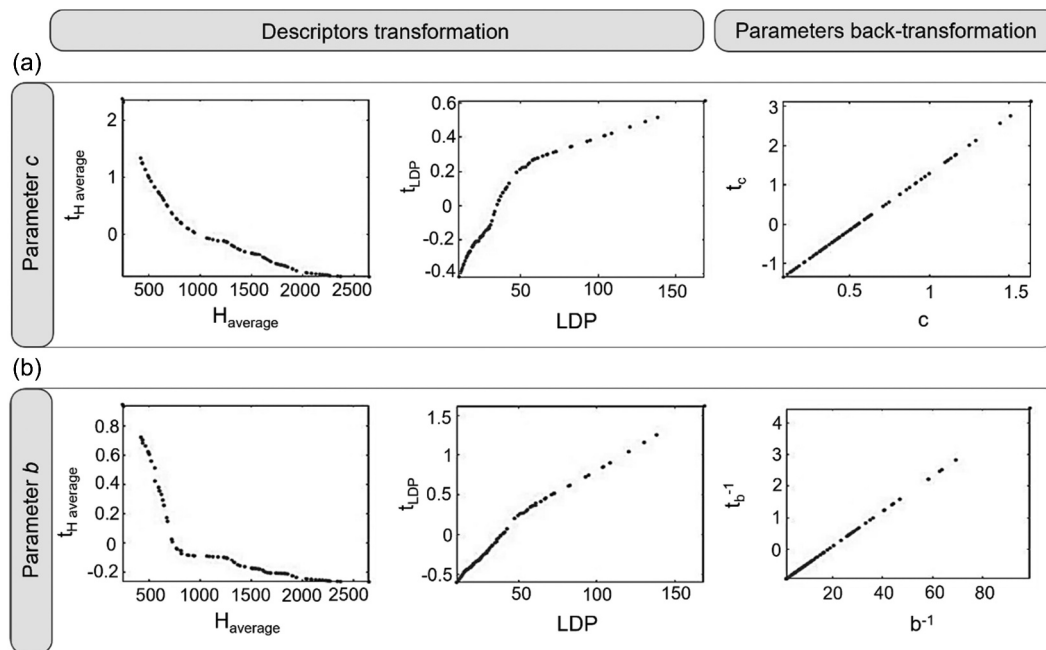 Descriptors transformation
Parameters back-transformation
(a)
Parameter c
t_H average
2
1
0
500 1000 1500 2000 2500
H_average
t_LDP
0.6
0.4
0.2
0
-0.2
-0.4
50 100 150
LDP
t_c
3
2
1
0
-1
0.5 1 1.5
c
(b)
Parameter b
t_H average
0.8
0.6
0.4
0.2
0
-0.2
500 1000 1500 2000 2500
H_average
t_LDP
1.5
1
0.5
0
-0.5
50 100 150
LDP
t_b^-1
4
3
2
1
0
20 40 60 80
b^-1